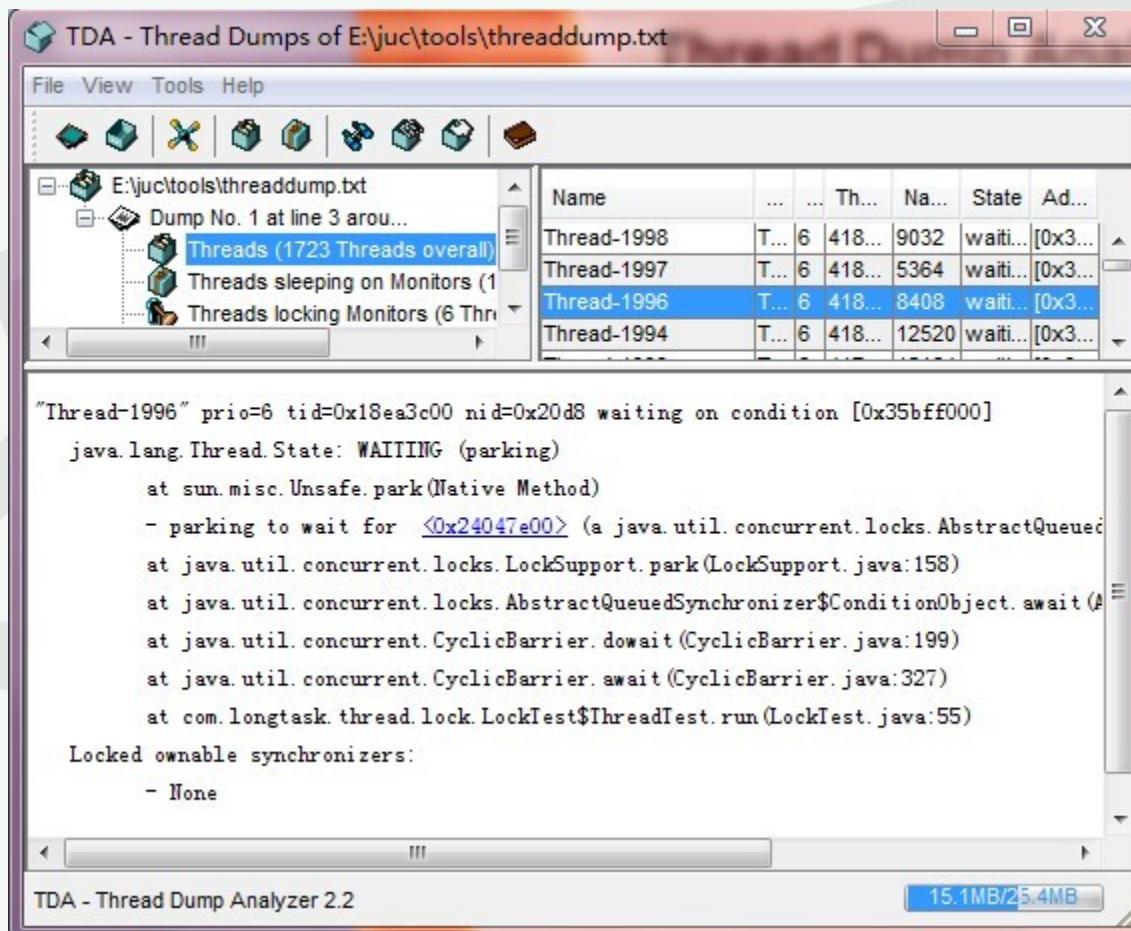 TDA - Thread Dumps of E:\juc\tools\threaddump.txt
File View Tools Help
E:\juc\tools\threaddump.txt
Dump No. 1 at line 3 arou...
Threads (1723 Threads overall)
Threads sleeping on Monitors (1
Threads locking Monitors (6 Thr
Name ... ... Th... Na... State Ad...
Thread-1998 T... 6 418... 9032 waiti... [0x3...
Thread-1997 T... 6 418... 5364 waiti... [0x3...
Thread-1996 T... 6 418... 8408 waiti... [0x3...
Thread-1994 T... 6 418... 12520 waiti... [0x3...
"Thread-1996" prio=6 tid=0x18ea3c00 nid=0x20d8 waiting on condition [0x35bff000]
java.lang.Thread.State: WAITING (parking)
at sun.misc.Unsafe.park(Native Method)
- parking to wait for <0x24047e00> (a java.util.concurrent.locks.AbstractQueued
at java.util.concurrent.locks.LockSupport.park(LockSupport.java:158)
at java.util.concurrent.locks.AbstractQueuedSynchronizer$ConditionObject.await(A
at java.util.concurrent.CyclicBarrier.dowait(CyclicBarrier.java:199)
at java.util.concurrent.CyclicBarrier.await(CyclicBarrier.java:327)
at com.longtask.thread.lock.LockTest$ThreadTest.run(LockTest.java:55)
Locked ownable synchronizers:
- None
TDA - Thread Dump Analyzer 2.2
15.1MB/25.4MB